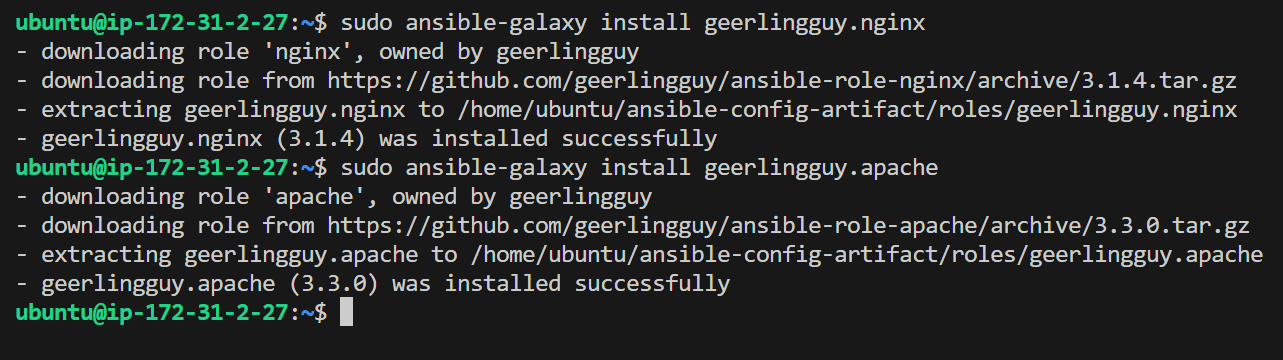 ubuntu@ip-172-31-2-27:~$ sudo ansible-galaxy install geerlingguy.nginx
- downloading role 'nginx', owned by geerlingguy
- downloading role from https://github.com/geerlingguy/ansible-role-nginx/archive/3.1.4.tar.gz
- extracting geerlingguy.nginx to /home/ubuntu/ansible-config-artifact/roles/geerlingguy.nginx
- geerlingguy.nginx (3.1.4) was installed successfully
ubuntu@ip-172-31-2-27:~$ sudo ansible-galaxy install geerlingguy.apache
- downloading role 'apache', owned by geerlingguy
- downloading role from https://github.com/geerlingguy/ansible-role-apache/archive/3.3.0.tar.gz
- extracting geerlingguy.apache to /home/ubuntu/ansible-config-artifact/roles/geerlingguy.apache
- geerlingguy.apache (3.3.0) was installed successfully
ubuntu@ip-172-31-2-27:~$